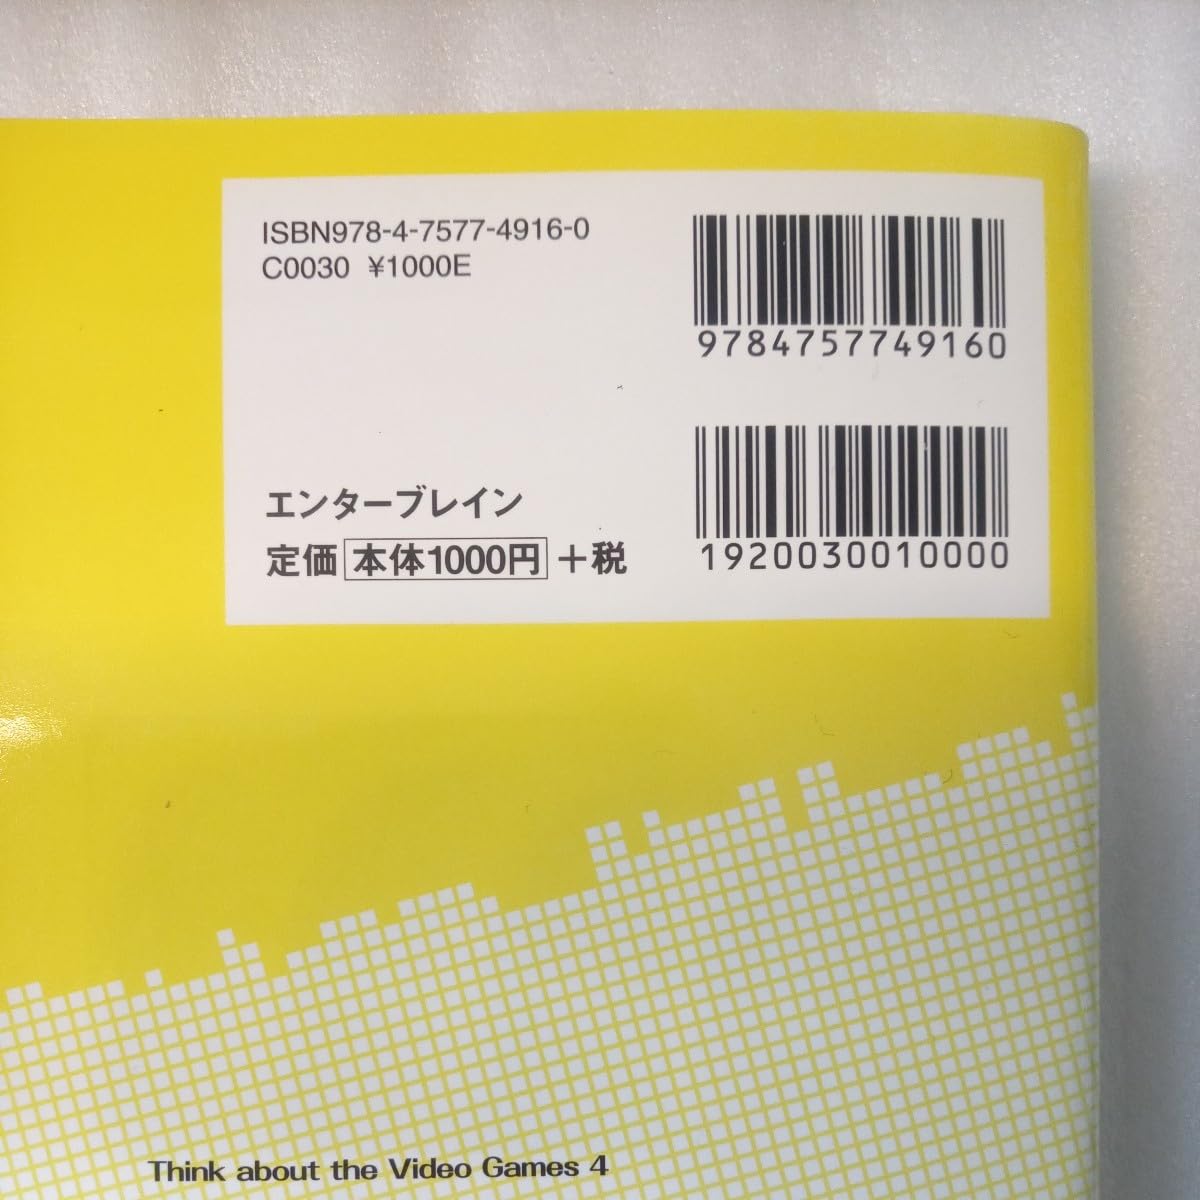 ISBN978-4-7577-4916-0
C0030 ¥1000E
9784757749160
エンターブレイン
定価 本体1000円 +税
1920030010000
Think about the Video Games 4